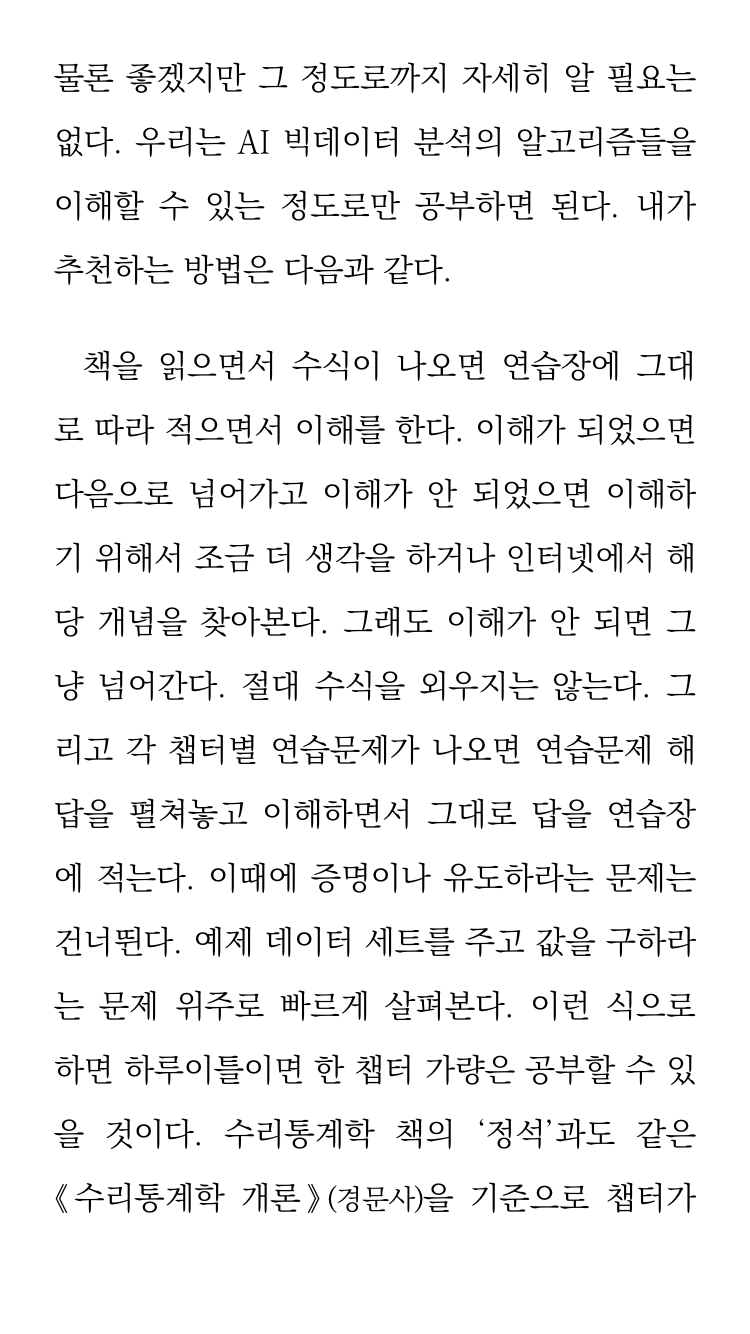 물론 좋겠지만 그 정도로까지 자세히 알 필요는
없다. 우리는 AI 빅데이터 분석의 알고리즘들을
이해할 수 있는 정도로만 공부하면 된다. 내가
추천하는 방법은 다음과 같다.
책을 읽으면서 수식이 나오면 연습장에 그대
로 따라 적으면서 이해를 한다. 이해가 되었으면
다음으로 넘어가고 이해가 안 되었으면 이해하
기 위해서 조금 더 생각을 하거나 인터넷에서 해
당 개념을 찾아본다. 그래도 이해가 안 되면 그
냥 넘어간다. 절대 수식을 외우지는 않는다. 그
리고 각 챕터별 연습문제가 나오면 연습문제 해
답을 펼쳐놓고 이해하면서 그대로 답을 연습장
에 적는다. 이때에 증명이나 유도하라는 문제는
건너뛴다. 예제 데이터 세트를 주고 값을 구하라
는 문제 위주로 빠르게 살펴본다. 이런 식으로
하면 하루이틀이면 한 챕터 가량은 공부할 수 있
을 것이다. 수리통계학 책의 ‘정석’과도 같은
《수리통계학 개론》(경문사)을 기준으로 챕터가